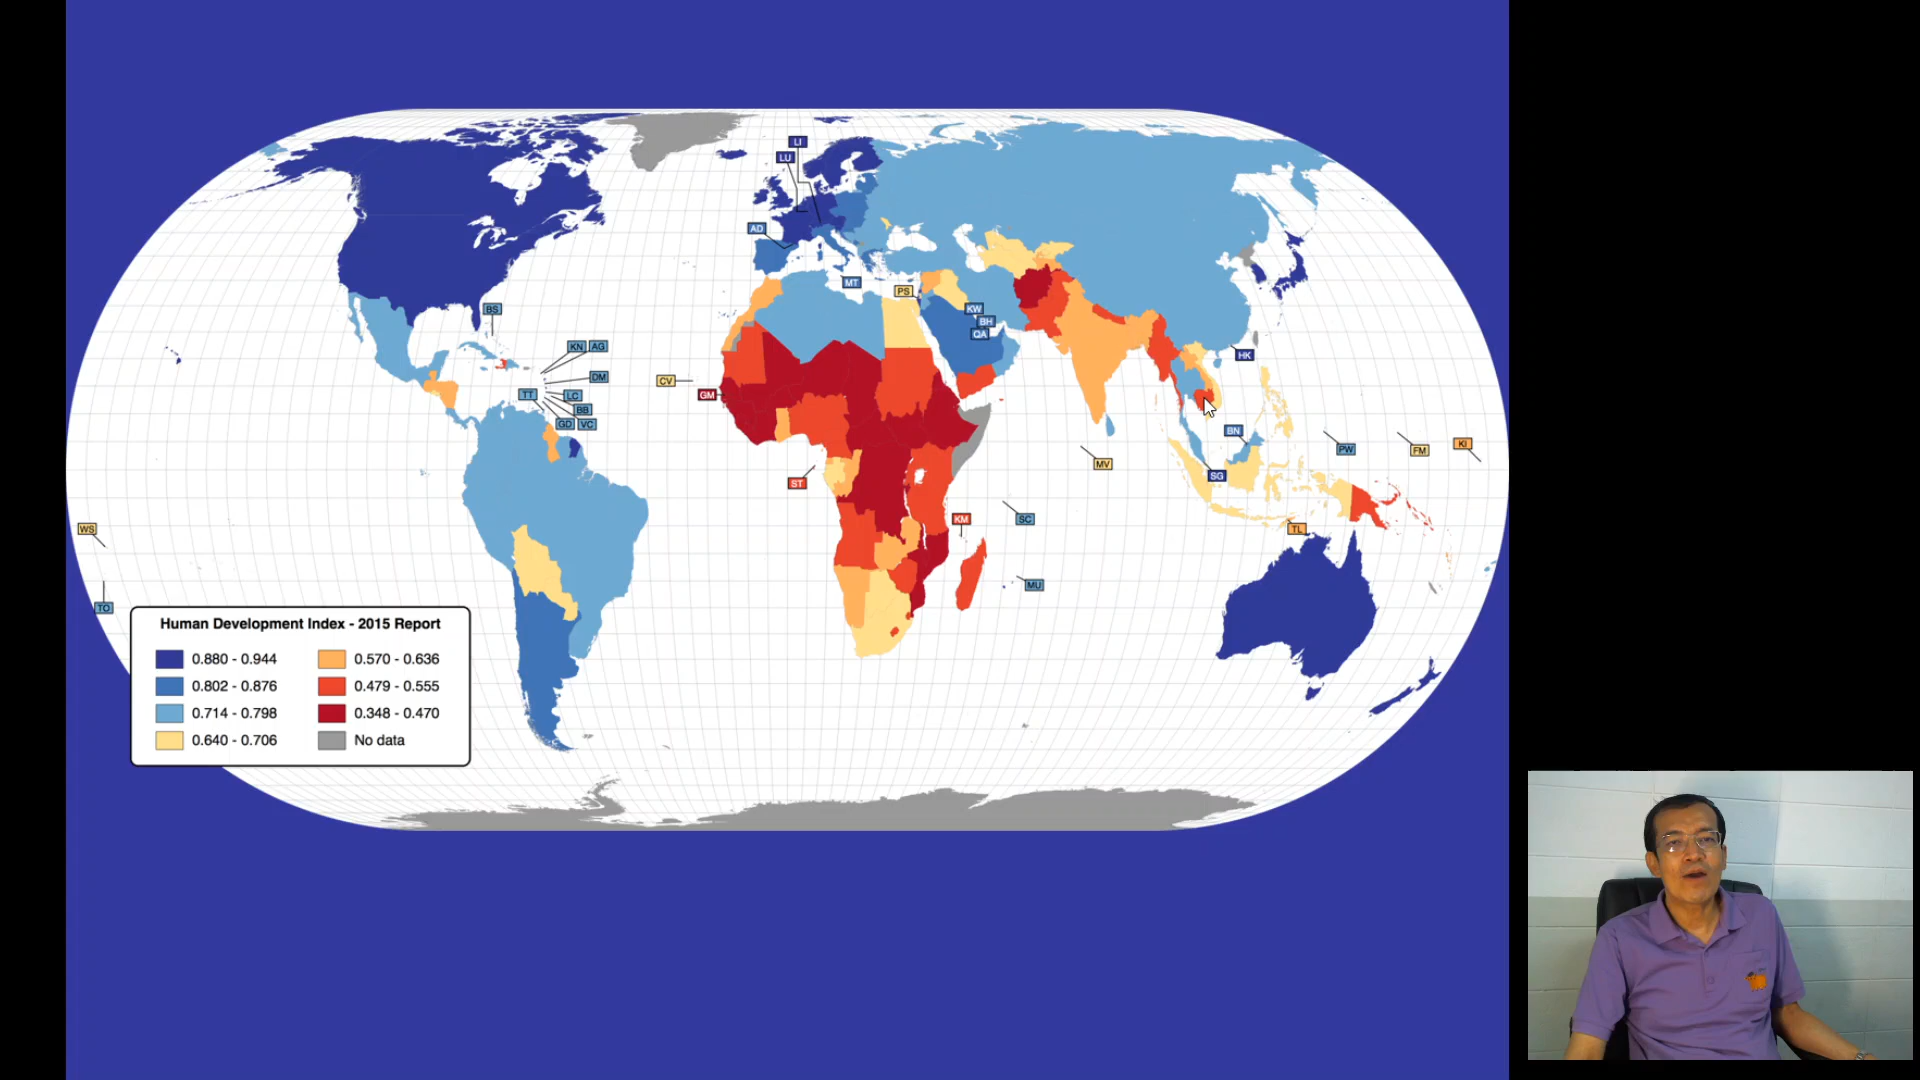 LI
LU
AD
MT
PS
KW
BH
QA
BS
KN AG
DM
TT LC
BB
GD VC
CV
GM
ST
KM
SC
MU
MV
HK
BN
SG
PW
FM
KI
TL
WS
TO
Human Development Index - 2015 Report
0.880 - 0.944 0.570 - 0.636
0.802 - 0.876 0.479 - 0.555
0.714 - 0.798 0.348 - 0.470
0.640 - 0.706 No data